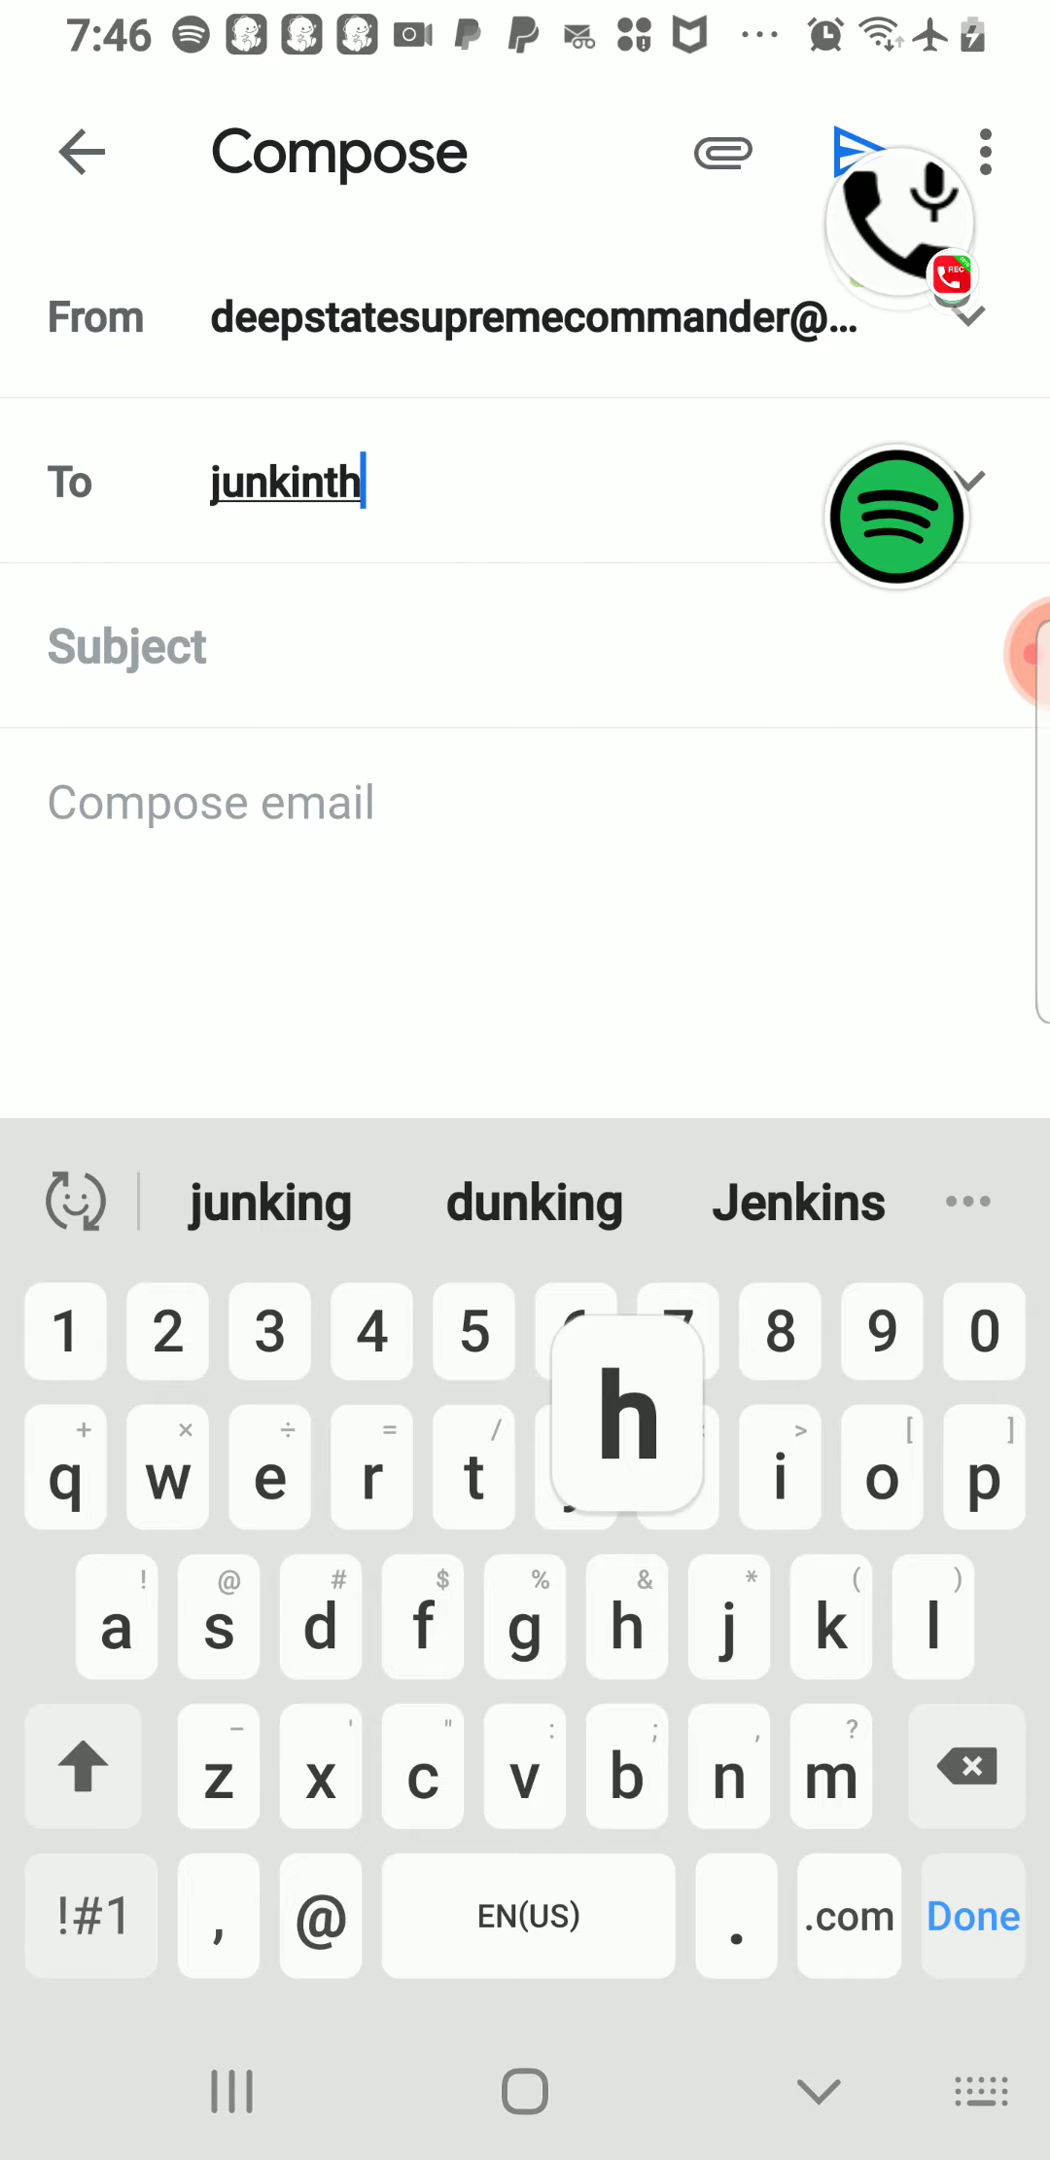 7:46
Compose
REC
From deepstatesupremecommander@...
To junkinth
Subject
Compose email
junking dunking Jenkins
1 2 3 4 5 8 9 0
h
+ × ÷ = / > [ ]
q w e r t i o p
! @ # $ % & * ( )
a s d f g h j k l
– ' " : ; , ?
z x c v b n m
!#1 , @ EN(US) . .com Done